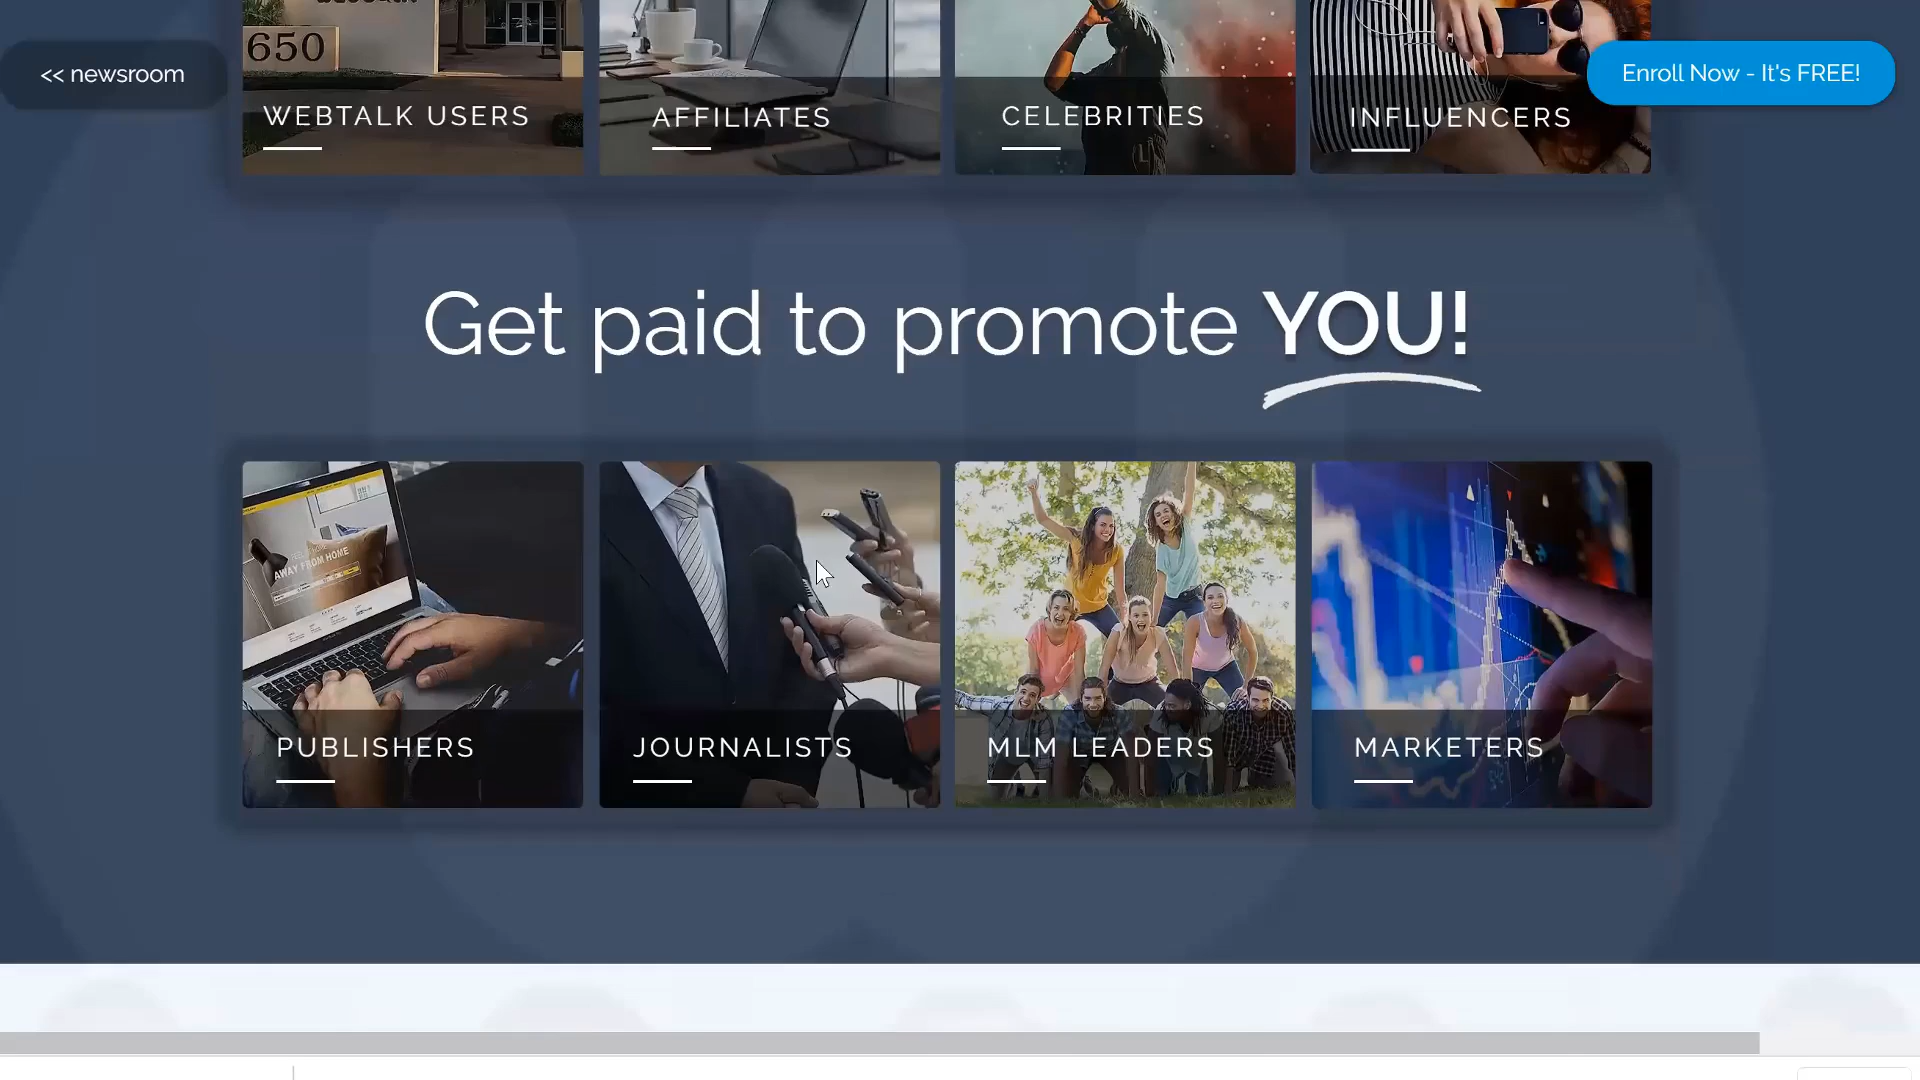 650
<< newsroom
Enroll Now - It's FREE!
WEBTALK USERS
AFFILIATES
CELEBRITIES
INFLUENCERS
Get paid to promote YOU!
AWAY FROM HOME
PUBLISHERS
JOURNALISTS
MLM LEADERS
MARKETERS